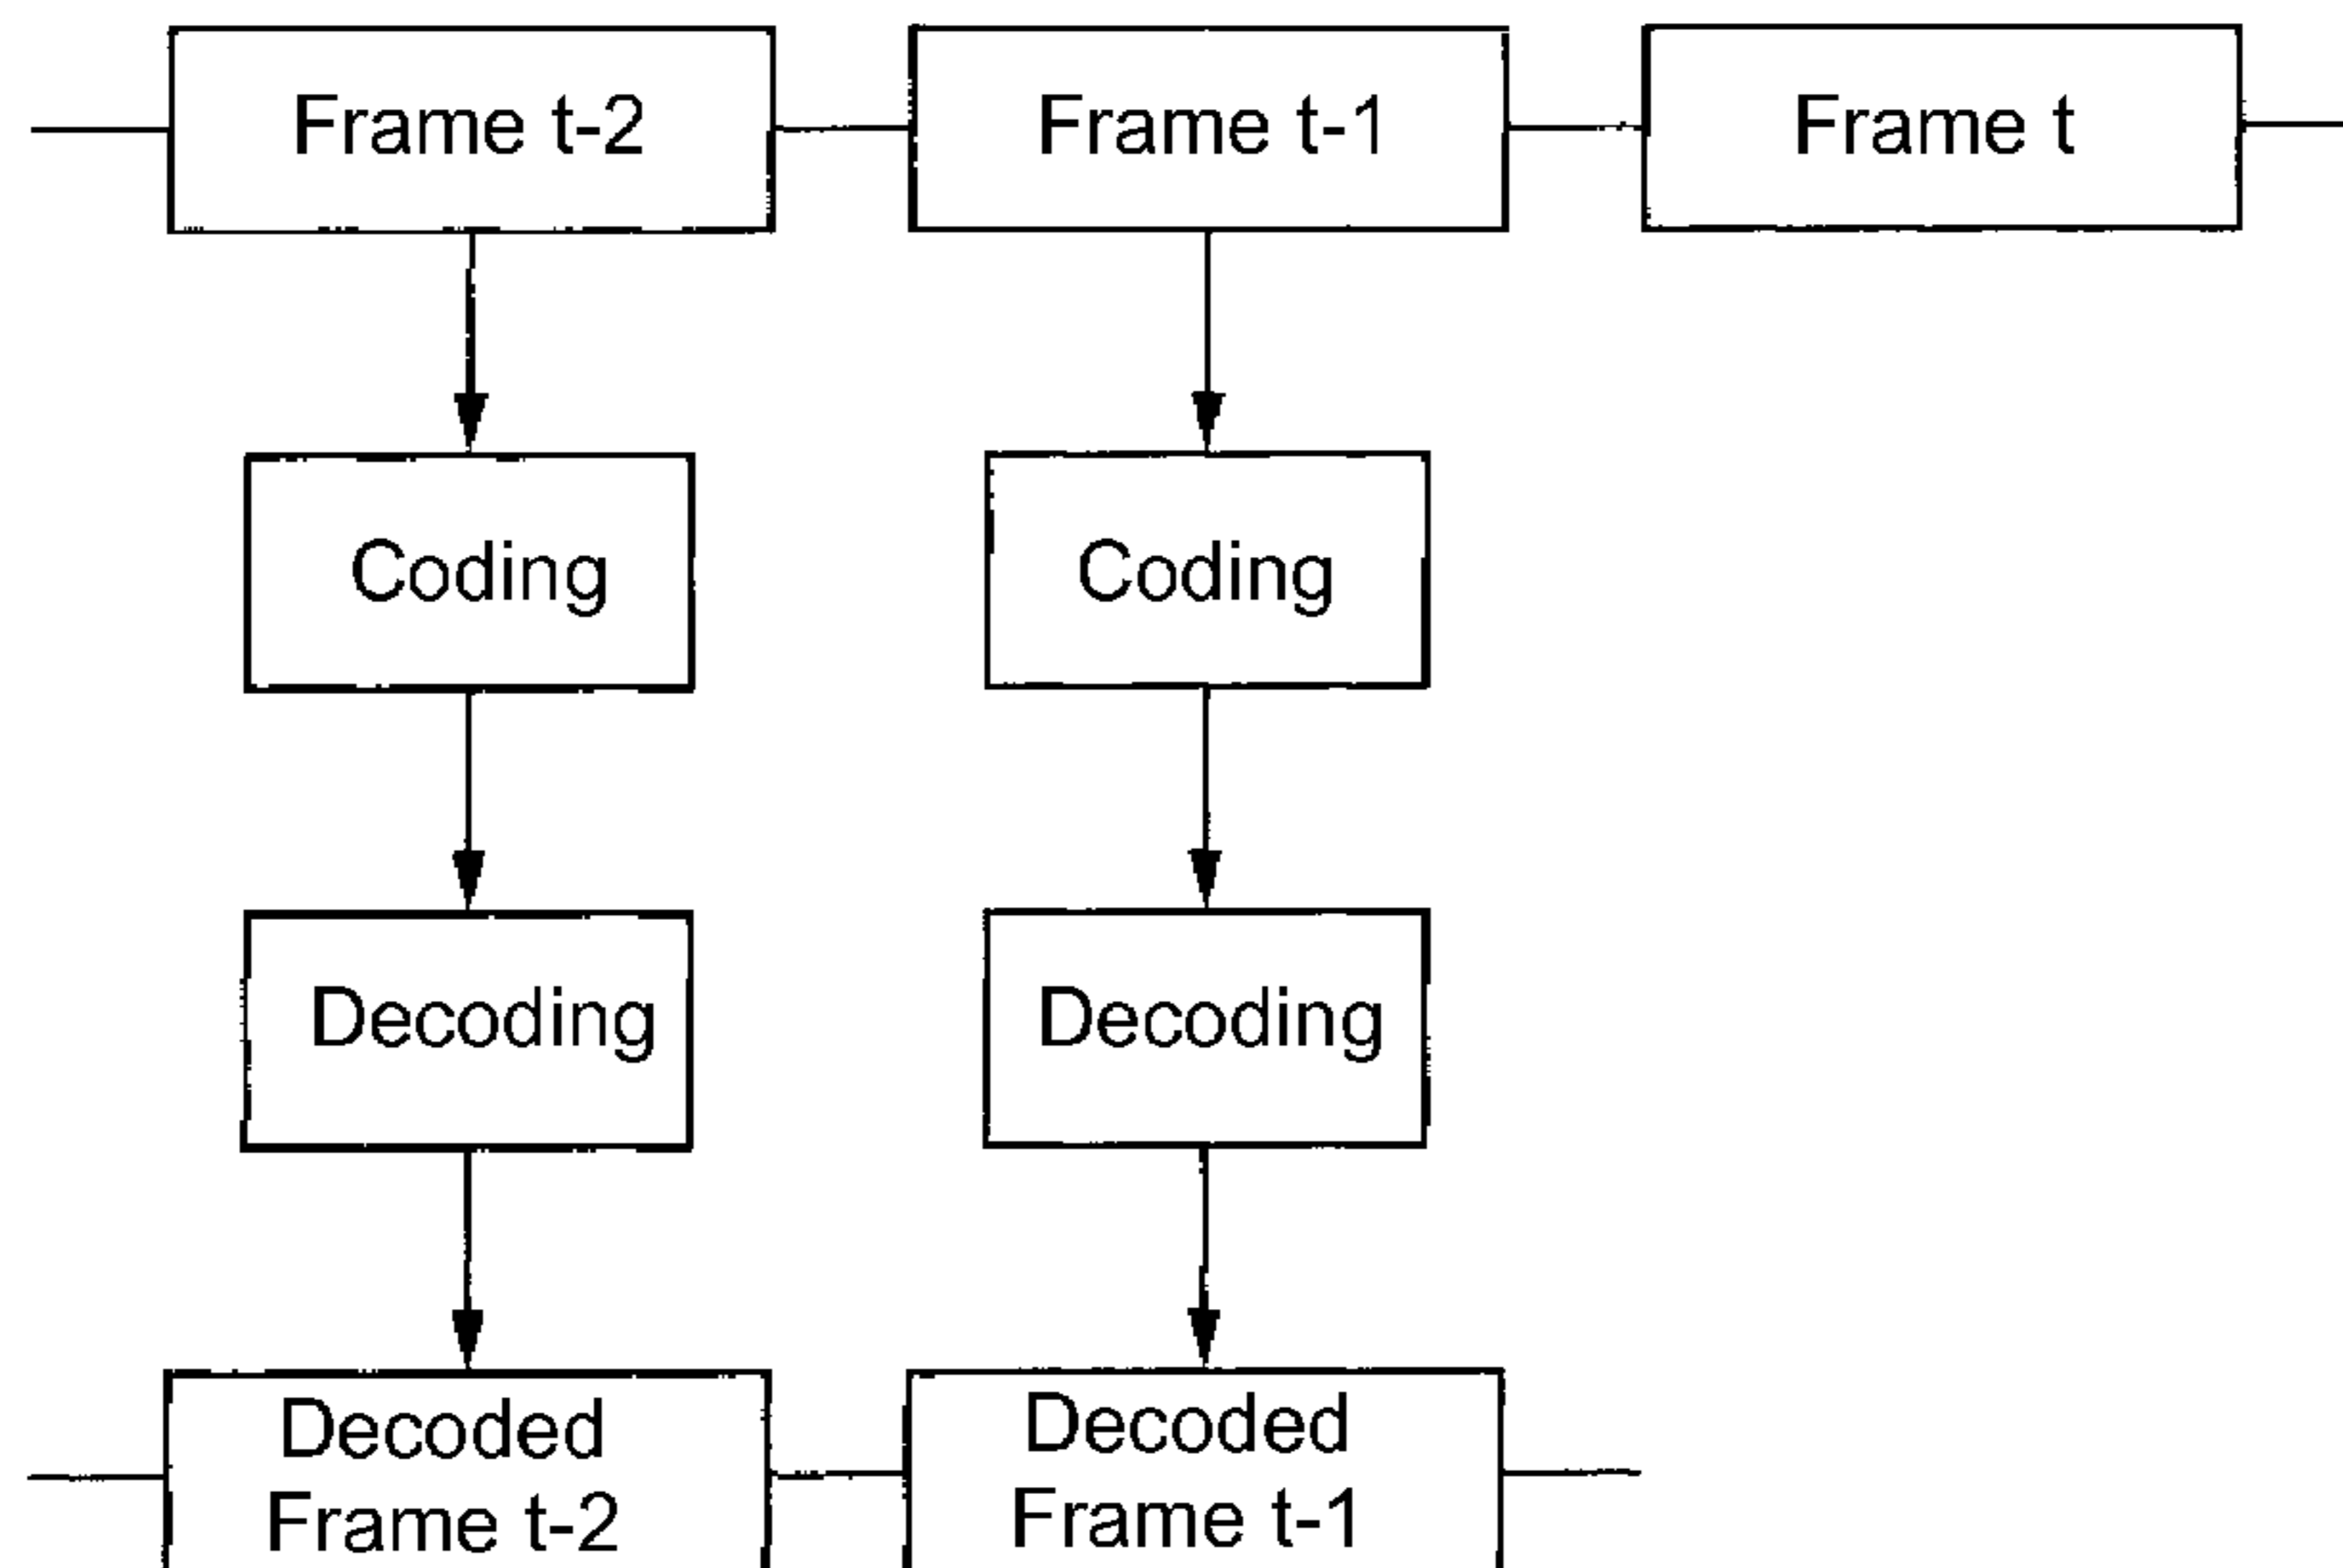 Frame t-2
Frame t-1
Frame t
Coding
Coding
Decoding
Decoding
Decoded
Frame t-2
Decoded
Frame t-1